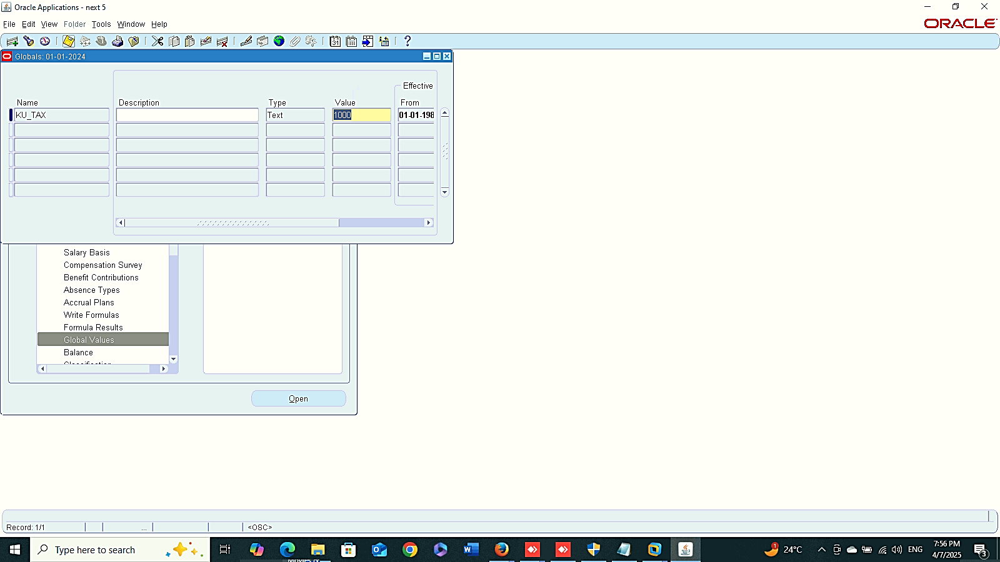 Oracle Applications - next 5
File Edit View Folder Tools Window Help
ORACLE
Globals: 01-01-2024
Effective
Name Description Type Value From
KU_TAX Text 1000 01-01-198
Salary Basis
Compensation Survey
Benefit Contributions
Absence Types
Accrual Plans
Write Formulas
Formula Results
Global Values
Balance
Classification
Open
Record: 1/1 ... <OSC>
Type here to search
24°C
ENG
7:56 PM
4/7/2025
3